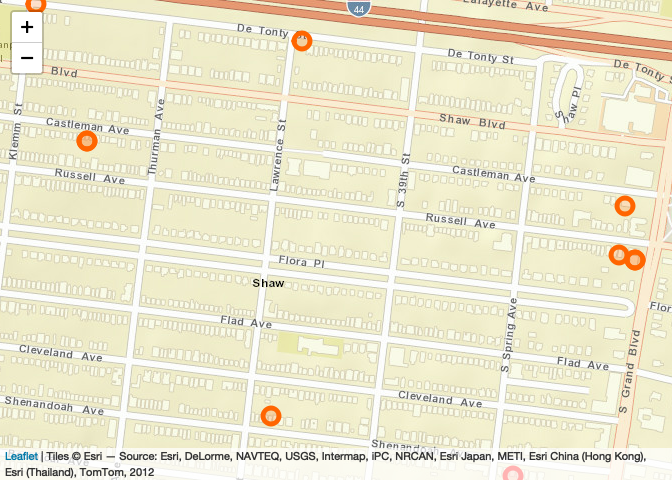 44
Lafayette Ave
+
De Tonty St
De Tonty St
De Tonty S
−
Blvd
Shaw Pl
Klemm St
Castleman Ave
Thurman Ave
Lawrence St
Shaw Blvd
S 39th St
Russell Ave
Castleman Ave
Russell Ave
Flora Pl
Shaw
Flor
Flad Ave
S Spring Ave
S Grand Blvd
Cleveland Ave
Flad Ave
Cleveland Ave
Shenandoah Ave
Shenandoah Ave
Leaflet | Tiles © Esri — Source: Esri, DeLorme, NAVTEQ, USGS, Intermap, iPC, NRCAN, Esri Japan, METI, Esri China (Hong Kong),
Esri (Thailand), TomTom, 2012